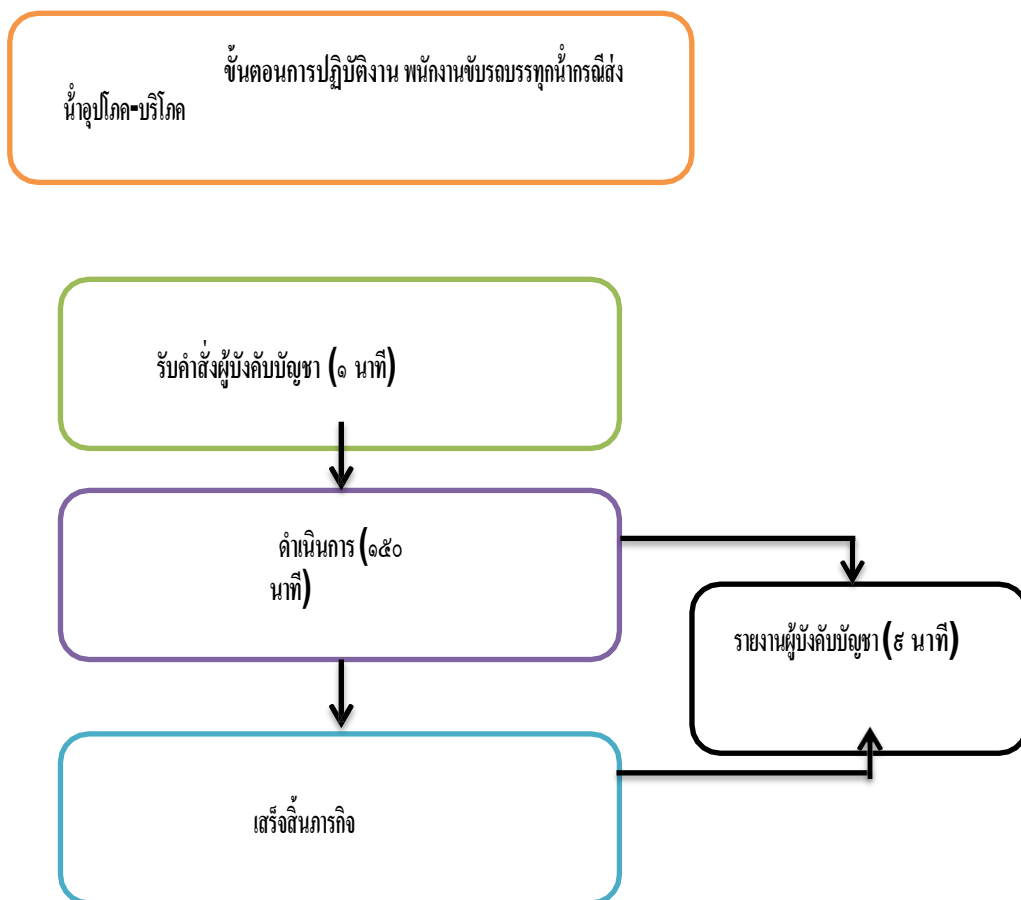 ขั้นตอนการปฏิบัติงาน พนักงานขับรถบรรทุกน้ำกรณีส่ง
น้ำอุปโภค-บริโภค
รับคำสั่งผู้บังคับบัญชา (๑ นาที)
ดำเนินการ (๑๕๐
นาที)
รายงานผู้บังคับบัญชา (๙ นาที)
เสร็จสิ้นภารกิจ